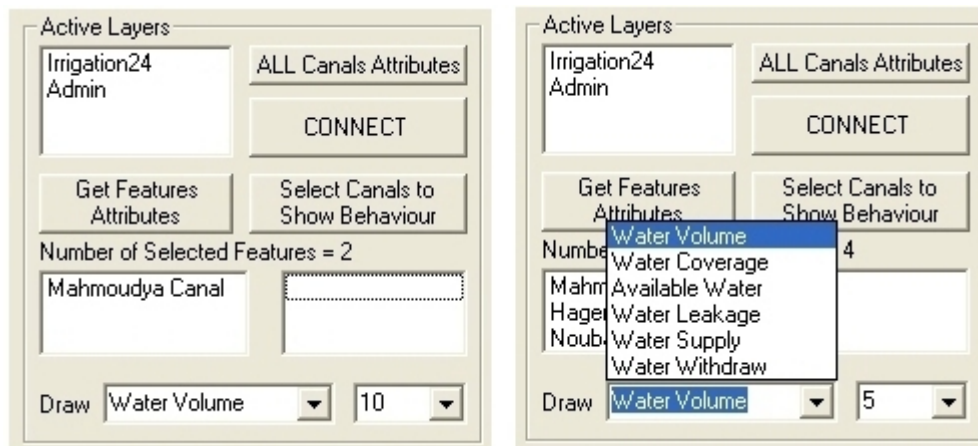 Active Layers
Irrigation24
Admin
ALL Canals Attributes
CONNECT
Get Features
Attributes
Select Canals to
Show Behaviour
Number of Selected Features = 2
Mahmoudya Canal
Draw Water Volume 10
Active Layers
Irrigation24
Admin
ALL Canals Attributes
CONNECT
Get Features
Attributes
Select Canals to
Show Behaviour
4
Water Volume
Water Coverage
Available Water
Water Leakage
Water Supply
Water Withdraw
Draw Water Volume 5